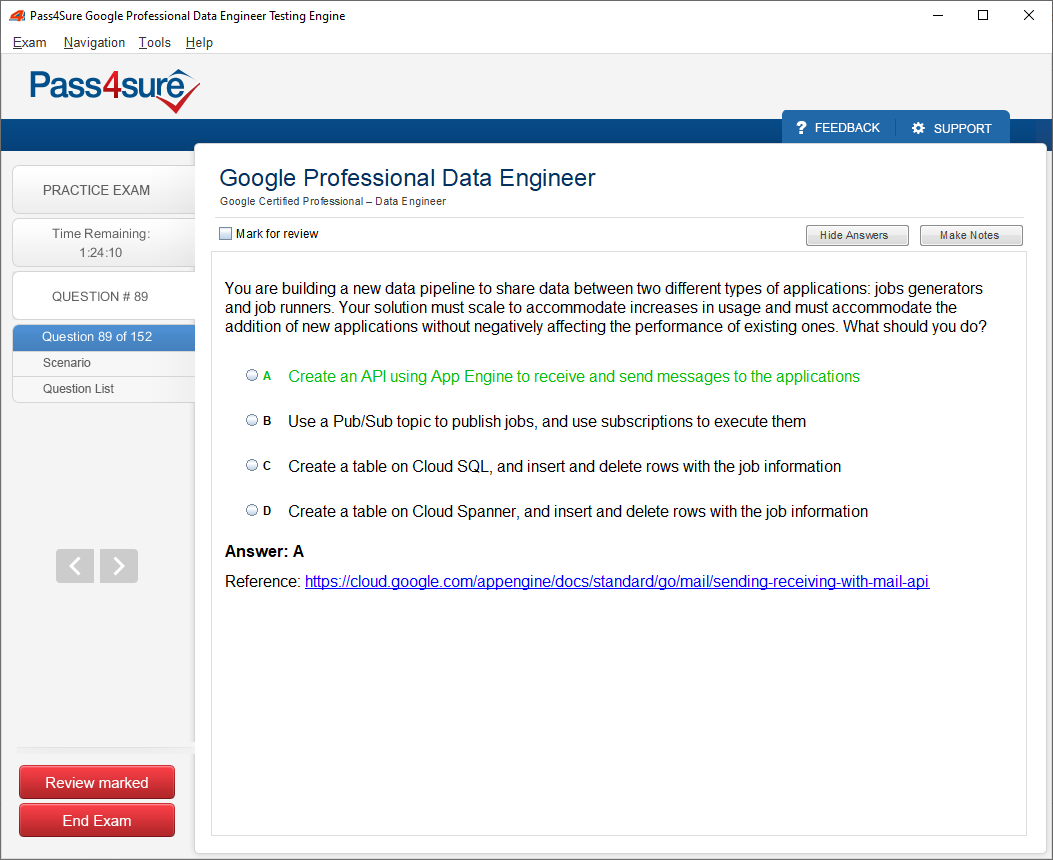 Pass4Sure Google Professional Data Engineer Testing Engine
Exam Navigation Tools Help
Pass4sure
? FEEDBACK SUPPORT
PRACTICE EXAM
Time Remaining:
1:24:10
QUESTION # 89
Question 89 of 152
Scenario
Question List
Review marked
End Exam
Google Professional Data Engineer
Google Certified Professional – Data Engineer
Mark for review
Hide Answers Make Notes
You are building a new data pipeline to share data between two different types of applications: jobs generators
and job runners. Your solution must scale to accommodate increases in usage and must accommodate the
addition of new applications without negatively affecting the performance of existing ones. What should you do?
A Create an API using App Engine to receive and send messages to the applications
B Use a Pub/Sub topic to publish jobs, and use subscriptions to execute them
C Create a table on Cloud SQL, and insert and delete rows with the job information
D Create a table on Cloud Spanner, and insert and delete rows with the job information
Answer: A
Reference: https://cloud.google.com/appengine/docs/standard/go/mail/sending-receiving-with-mail-api